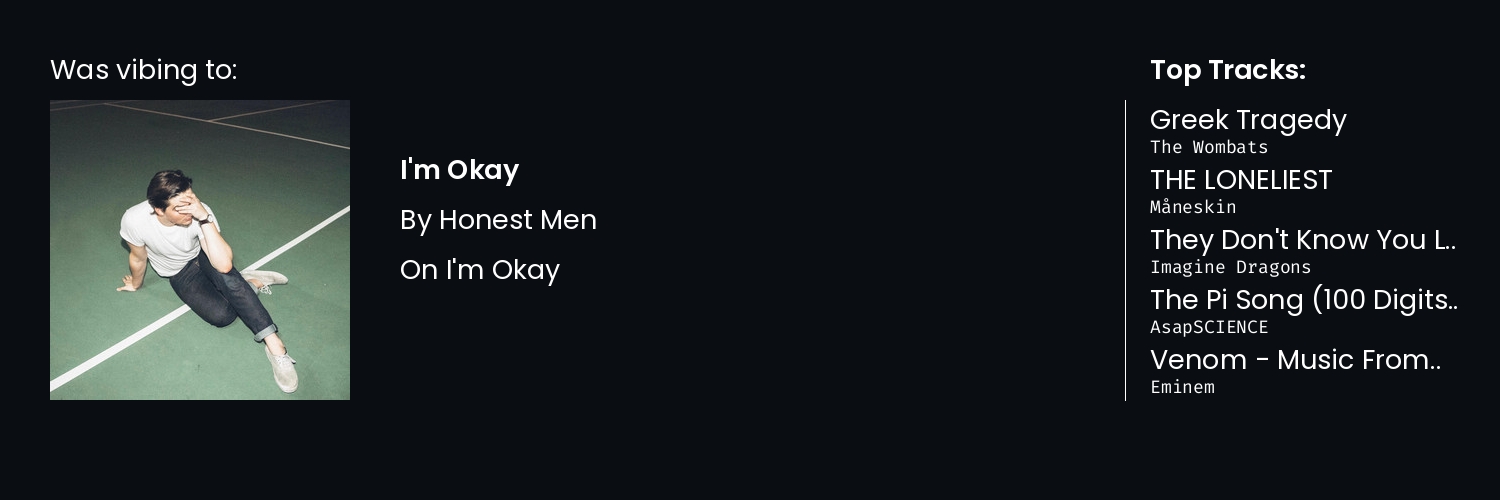 Was vibing to:
I'm Okay
By Honest Men
On I'm Okay
Top Tracks:
Greek Tragedy
The Wombats
THE LONELIEST
Måneskin
They Don't Know You L..
Imagine Dragons
The Pi Song (100 Digits..
AsapSCIENCE
Venom - Music From..
Eminem